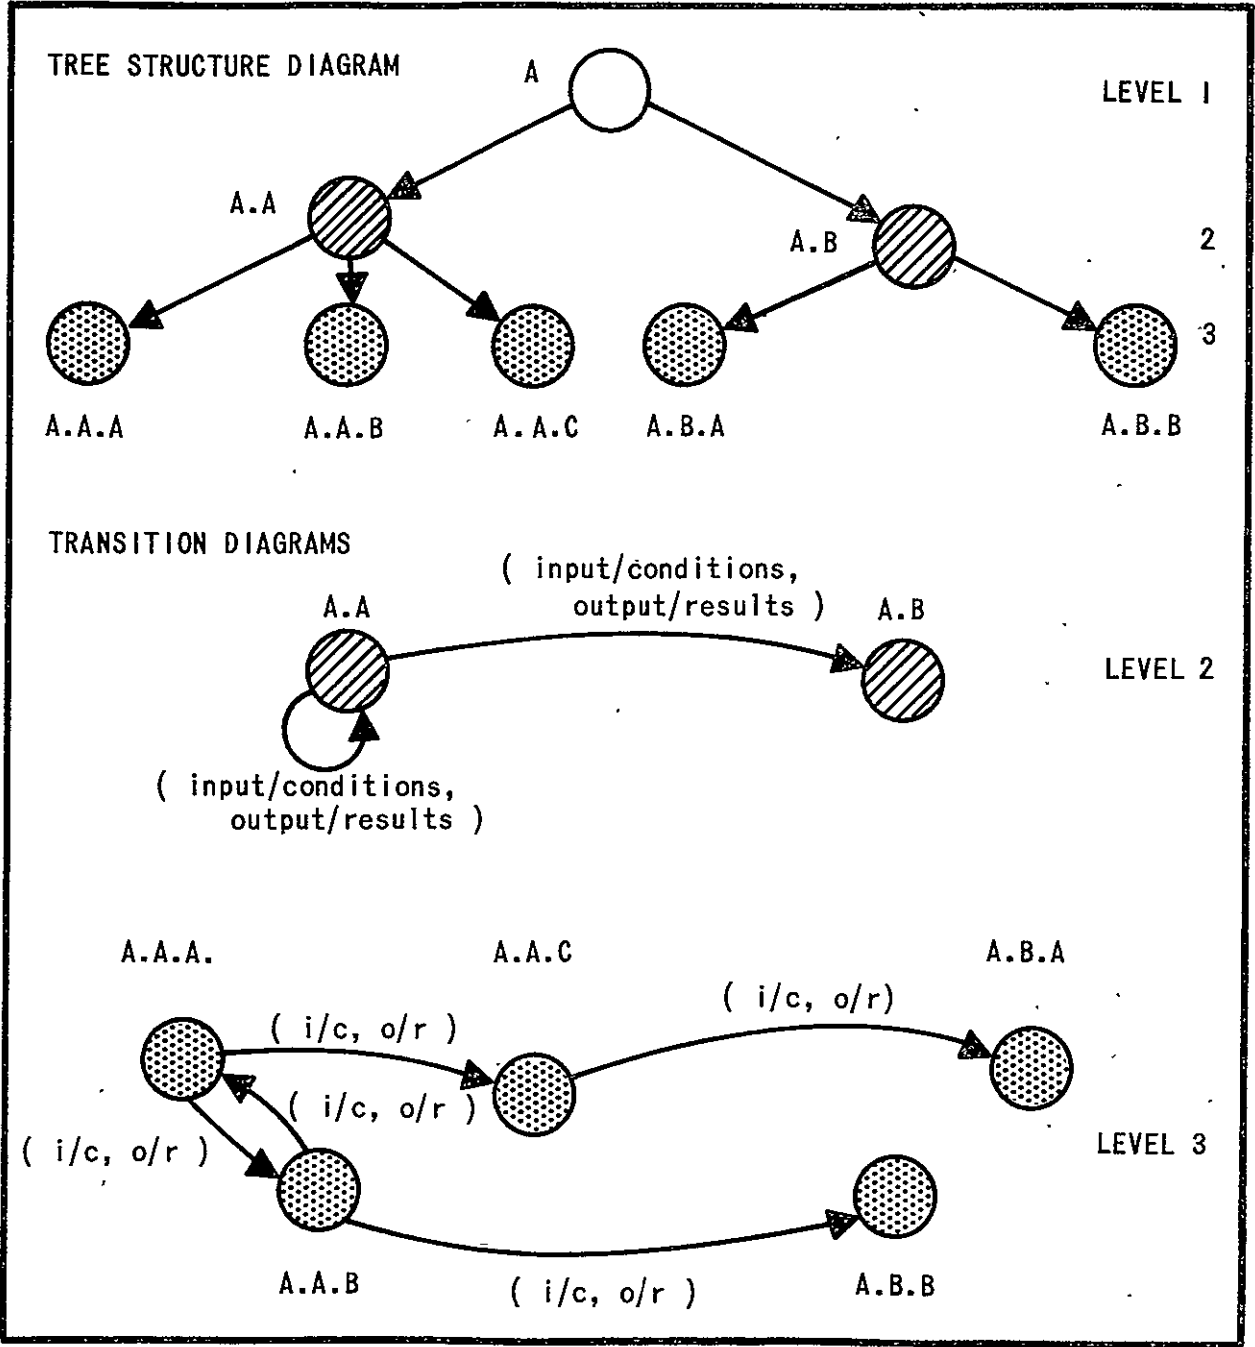 TREE STRUCTURE DIAGRAM
A
LEVEL 1
A.A
A.B
2
3
A.A.A
A.A.B
A.A.C
A.B.A
A.B.B
TRANSITION DIAGRAMS
( input/conditions,
output/results )
A.A
A.B
LEVEL 2
( input/conditions,
output/results )
A.A.A.
A.A.C
A.B.A
( i/c, o/r)
( i/c, o/r )
( i/c, o/r )
( i/c, o/r )
LEVEL 3
A.A.B
( i/c, o/r )
A.B.B